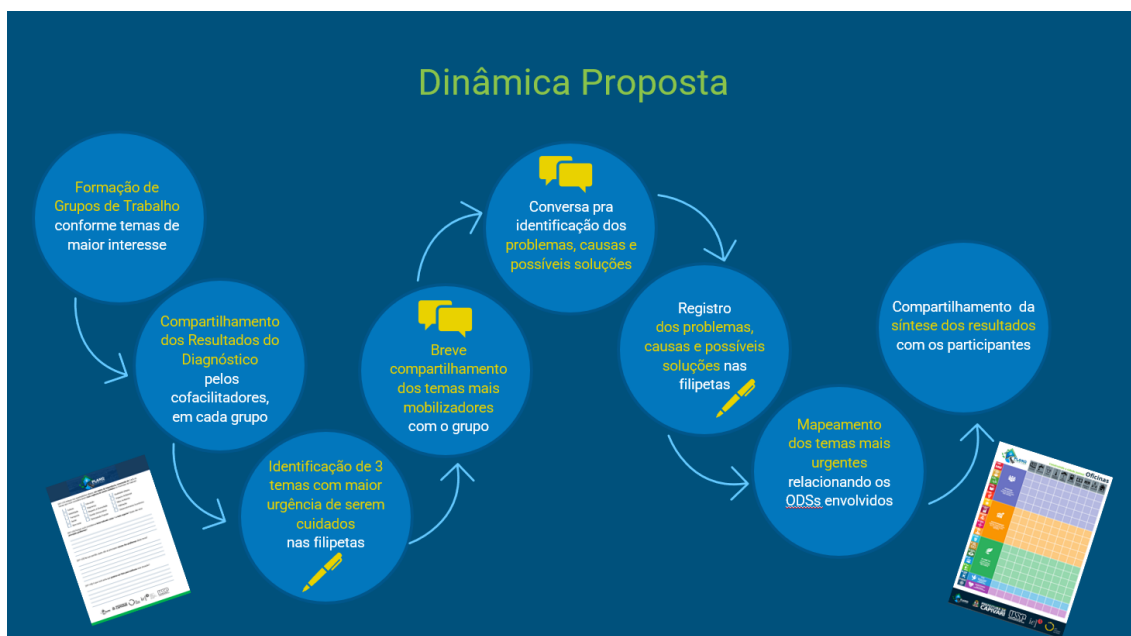 Dinâmica Proposta
Formação de
Grupos de Trabalho
conforme temas de
maior interesse
Compartilhamento
dos Resultados do
Diagnóstico
pelos
cofacilitadores,
em cada grupo
Identificação de 3
temas com maior
urgência de serem
cuidados
nas filipetas
Breve
compartilhamento
dos temas mais
mobilizadores
com o grupo
Conversa pra
identificação dos
problemas, causas e
possíveis soluções
Registro
dos problemas,
causas e possíveis
soluções nas
filipetas
Mapeamento
dos temas mais
urgentes
relacionando os
ODSs envolvidos
Compartilhamento da
síntese dos resultados
com os participantes
PLANO
Oficinas
CAPIVARI